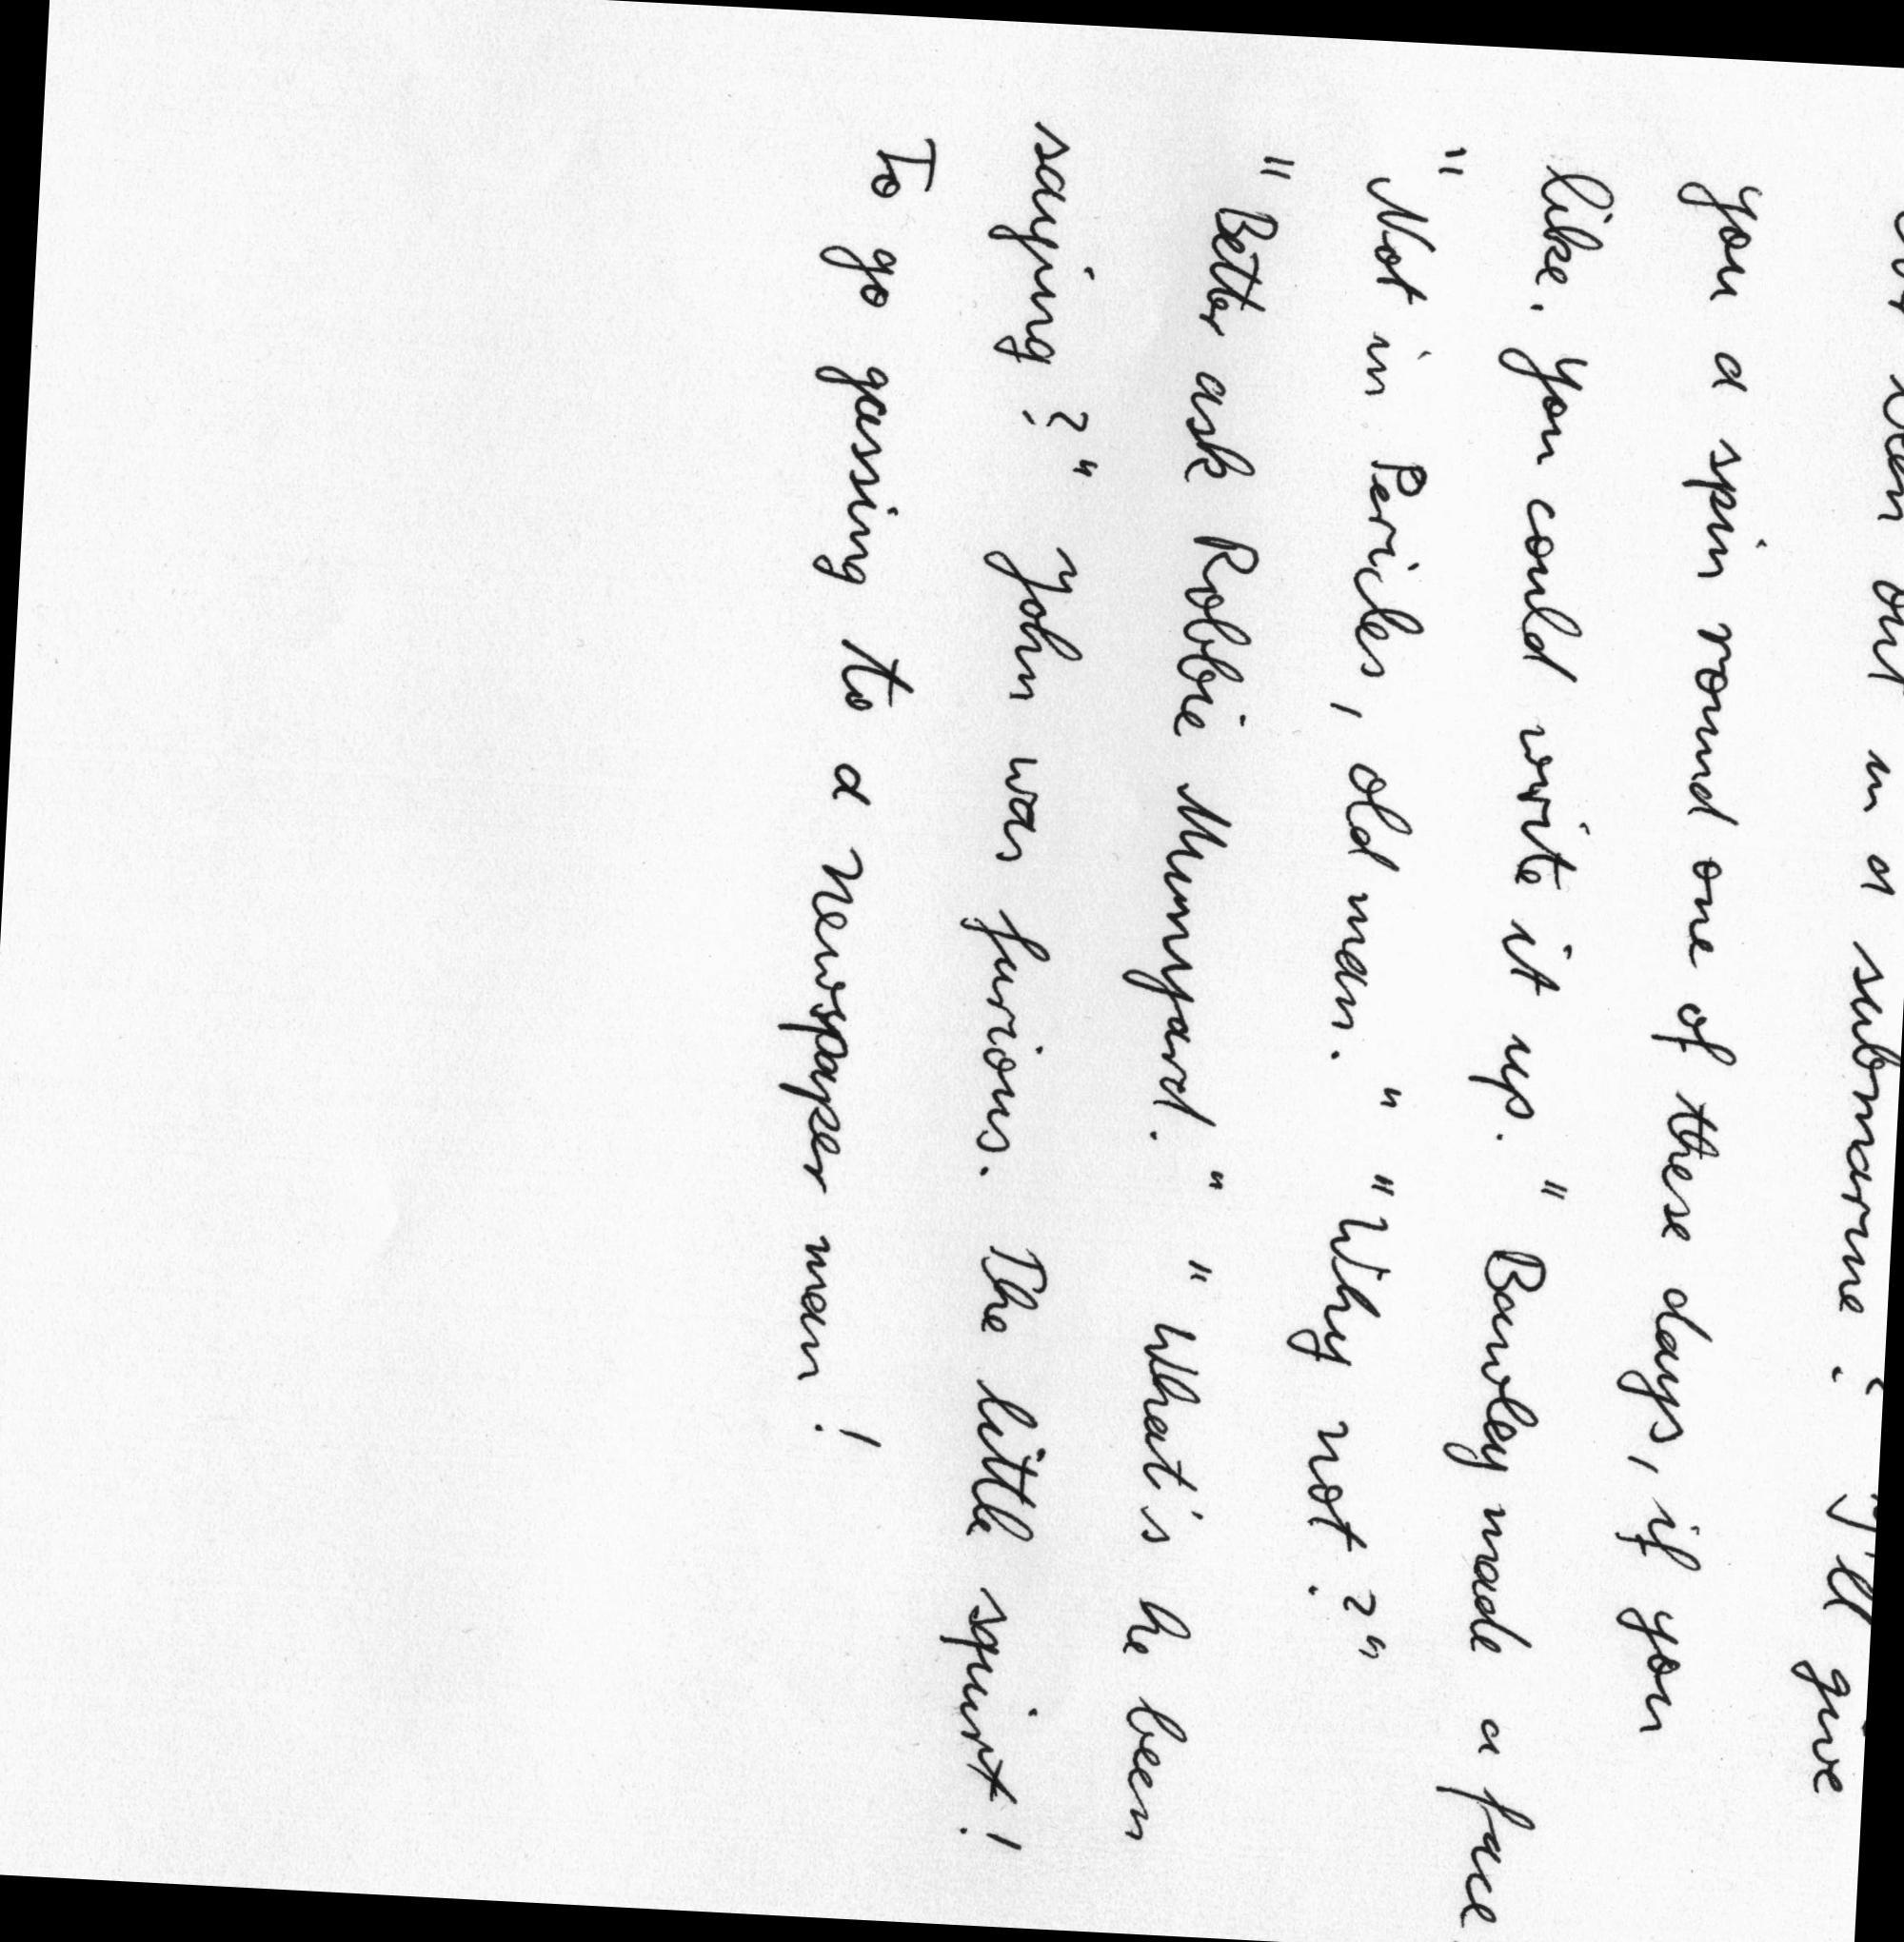 been out in a submarine? I'll give
you a spin round one of these days, if you
like. You could write it up." Bowley made a face
"Not in Pericles, old man." "Why not?"
"Better ask Robbie Munyard." "What's he been
saying?" John was furious. The little squirt!
To go gassing to a newspaper man!